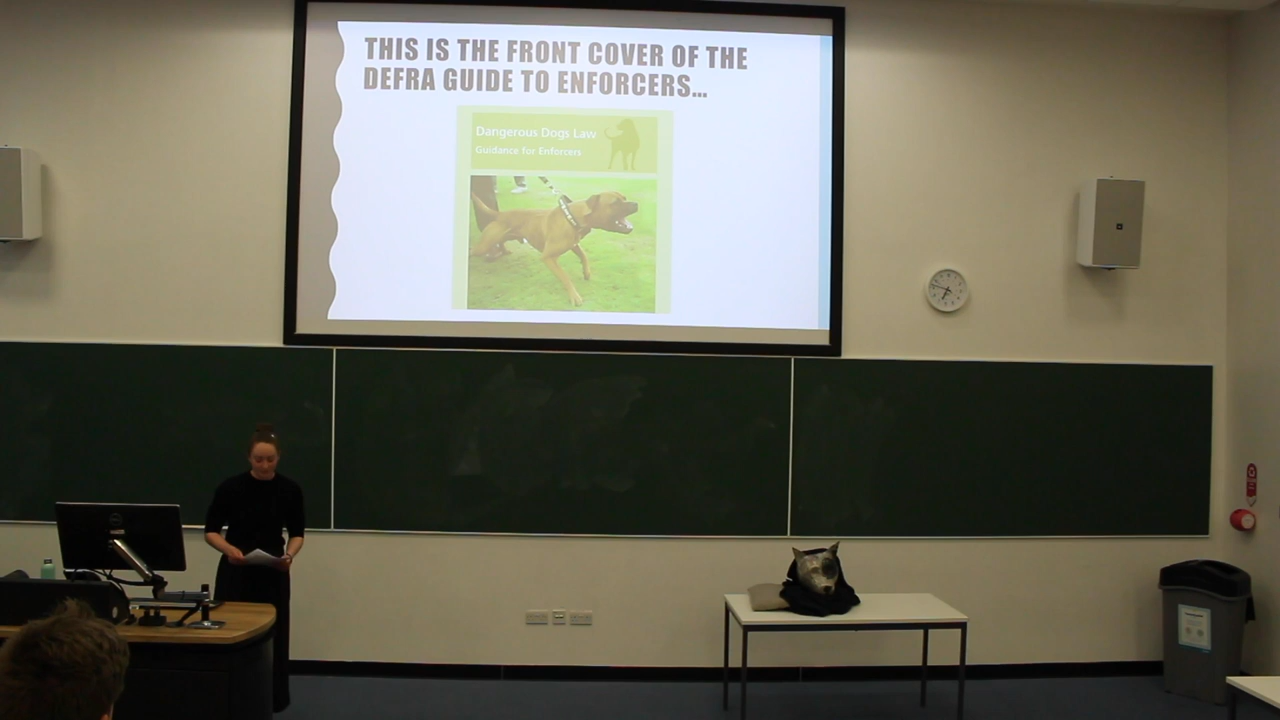 THIS IS THE FRONT COVER OF THE
DEFRA GUIDE TO ENFORCERS...
Dangerous Dogs Law
Guidance for Enforcers